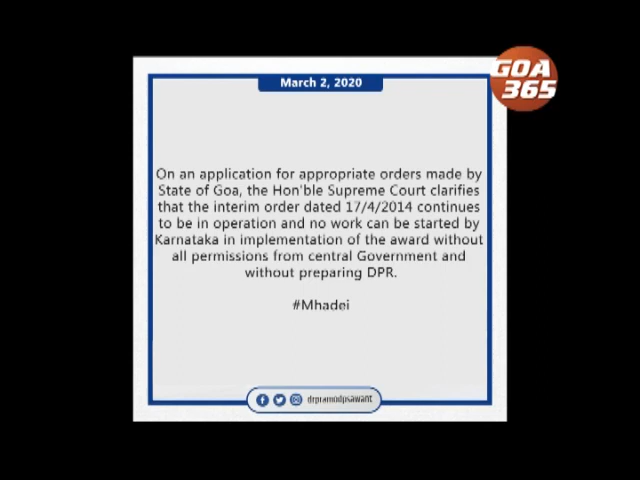 GOA
365
March 2, 2020
On an application for appropriate orders made by
State of Goa, the Hon'ble Supreme Court clarifies
that the interim order dated 17/4/2014 continues
to be in operation and no work can be started by
Karnataka in implementation of the award without
all permissions from central Government and
without preparing DPR.
#Mhadei
drpramodpsawant